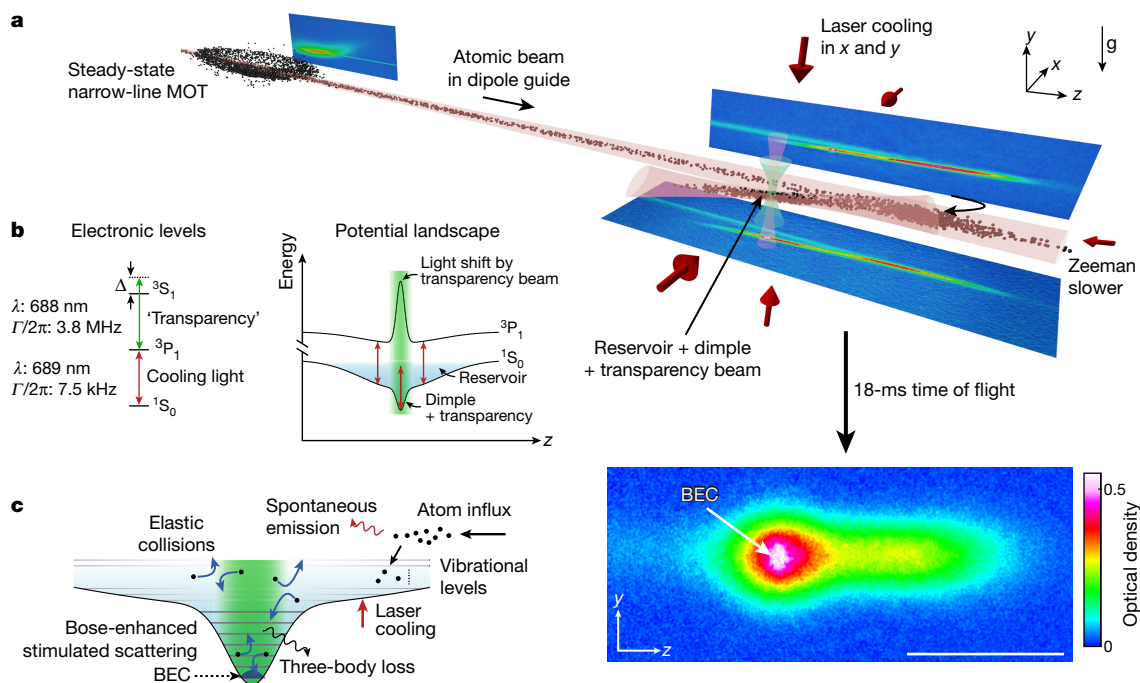 a
Steady-state
narrow-line MOT
Atomic beam
in dipole guide
Laser cooling
in x and y
y
x
z
g
Zeeman
slower
Reservoir + dimple
+ transparency beam
18-ms time of flight
b
Electronic levels
Δ
³S₁
λ: 688 nm
Γ/2π: 3.8 MHz
'Transparency'
³P₁
λ: 689 nm
Γ/2π: 7.5 kHz
Cooling light
¹S₀
Potential landscape
Energy
Light shift by
transparency beam
³P₁
¹S₀
Reservoir
Dimple
+ transparency
z
c
Spontaneous
emission
Atom influx
Elastic
collisions
Vibrational
levels
Laser
cooling
Bose-enhanced
stimulated scattering
Three-body loss
BEC
BEC
y
z
0.5
0
Optical density